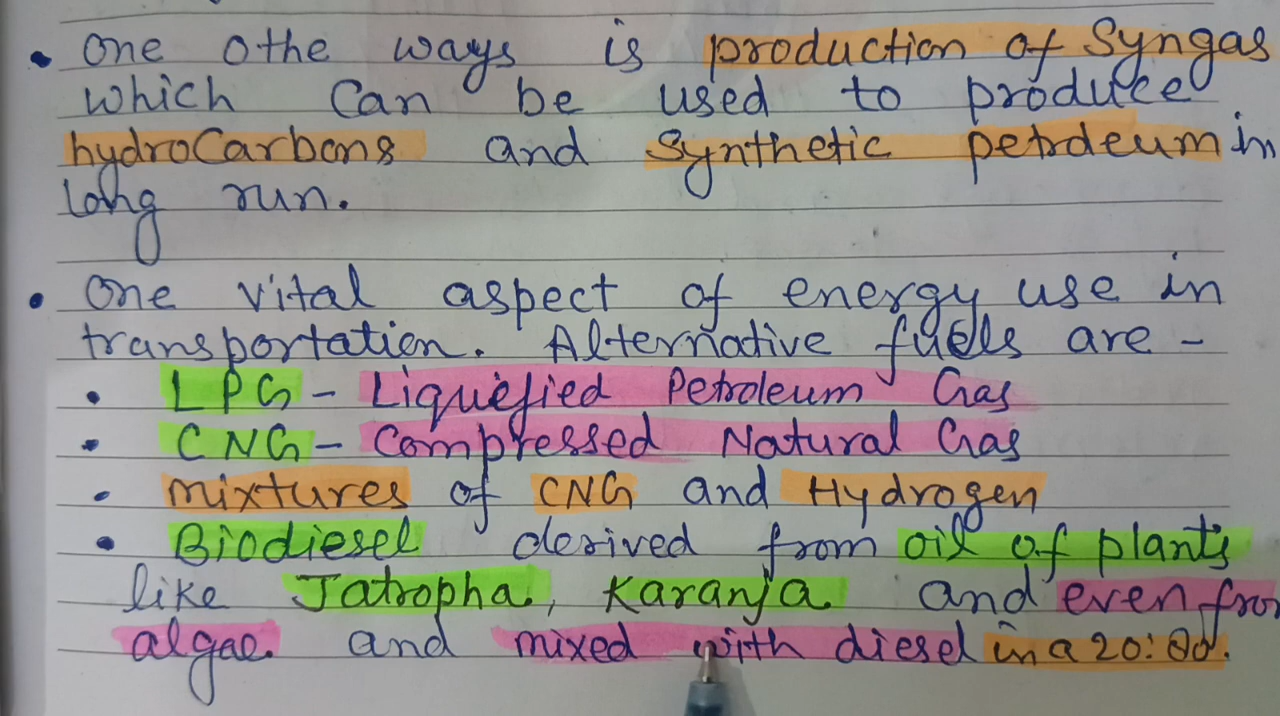 • One othe ways is production of Syngas
which can be used to produce
hydrocarbons and synthetic petroleum in
long run.
• One vital aspect of energy use in
transportation. Alternative fuels are -
• LPG - Liquefied Petroleum Gas
• CNG - Compressed Natural Gas
• mixtures of CNG and Hydrogen
• Biodiesel derived from oil of plants
like Jatropha, Karanja and even from
algae and mixed with diesel in a 20:80.